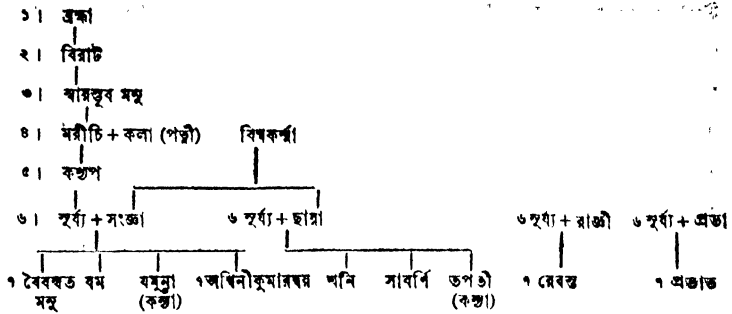 ১। ব্রহ্মা
২। বিরাট
৩। স্বায়ম্ভূব মনু
৪। মরীচি + কলা (পত্নী) বিশ্বকর্ম্মা
৫। কশ্যপ
৬। সূর্য্য + সংজ্ঞা ৬ সূর্য্য + ছায়া ৬ সূর্য্য + রাজ্ঞী ৬ সূর্য্য + প্রভা
৭ বৈবস্বত যম যমুনা ৭ অশ্বিনীকুমারদ্বয় শনি সাবর্ণি তপতী ৭ রেবন্ত ৭ প্রভাত
মনু (কন্যা) (কন্যা)